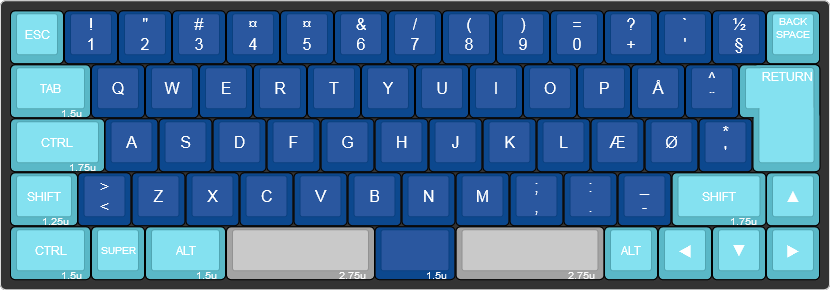 ESC ! " # ¤ ¤ & / ( ) = ? ` ½ BACK SPACE
1 2 3 4 5 6 7 8 9 0 + ' §
TAB Q W E R T Y U I O P Å ^ RETURN
1.5u ¨
CTRL A S D F G H J K L Æ Ø *
1.75u '
SHIFT > Z X C V B N M ; : _ SHIFT ▲
1.25u < , . - 1.75u
CTRL SUPER ALT ALT ◀ ▼ ▶
1.5u 1.5u 2.75u 1.5u 2.75u